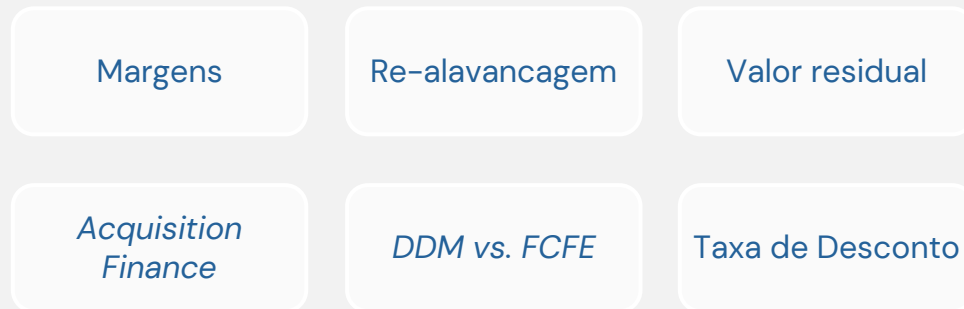 Margens
Re-alavancagem
Valor residual
Acquisition
Finance
DDM vs. FCFE
Taxa de Desconto